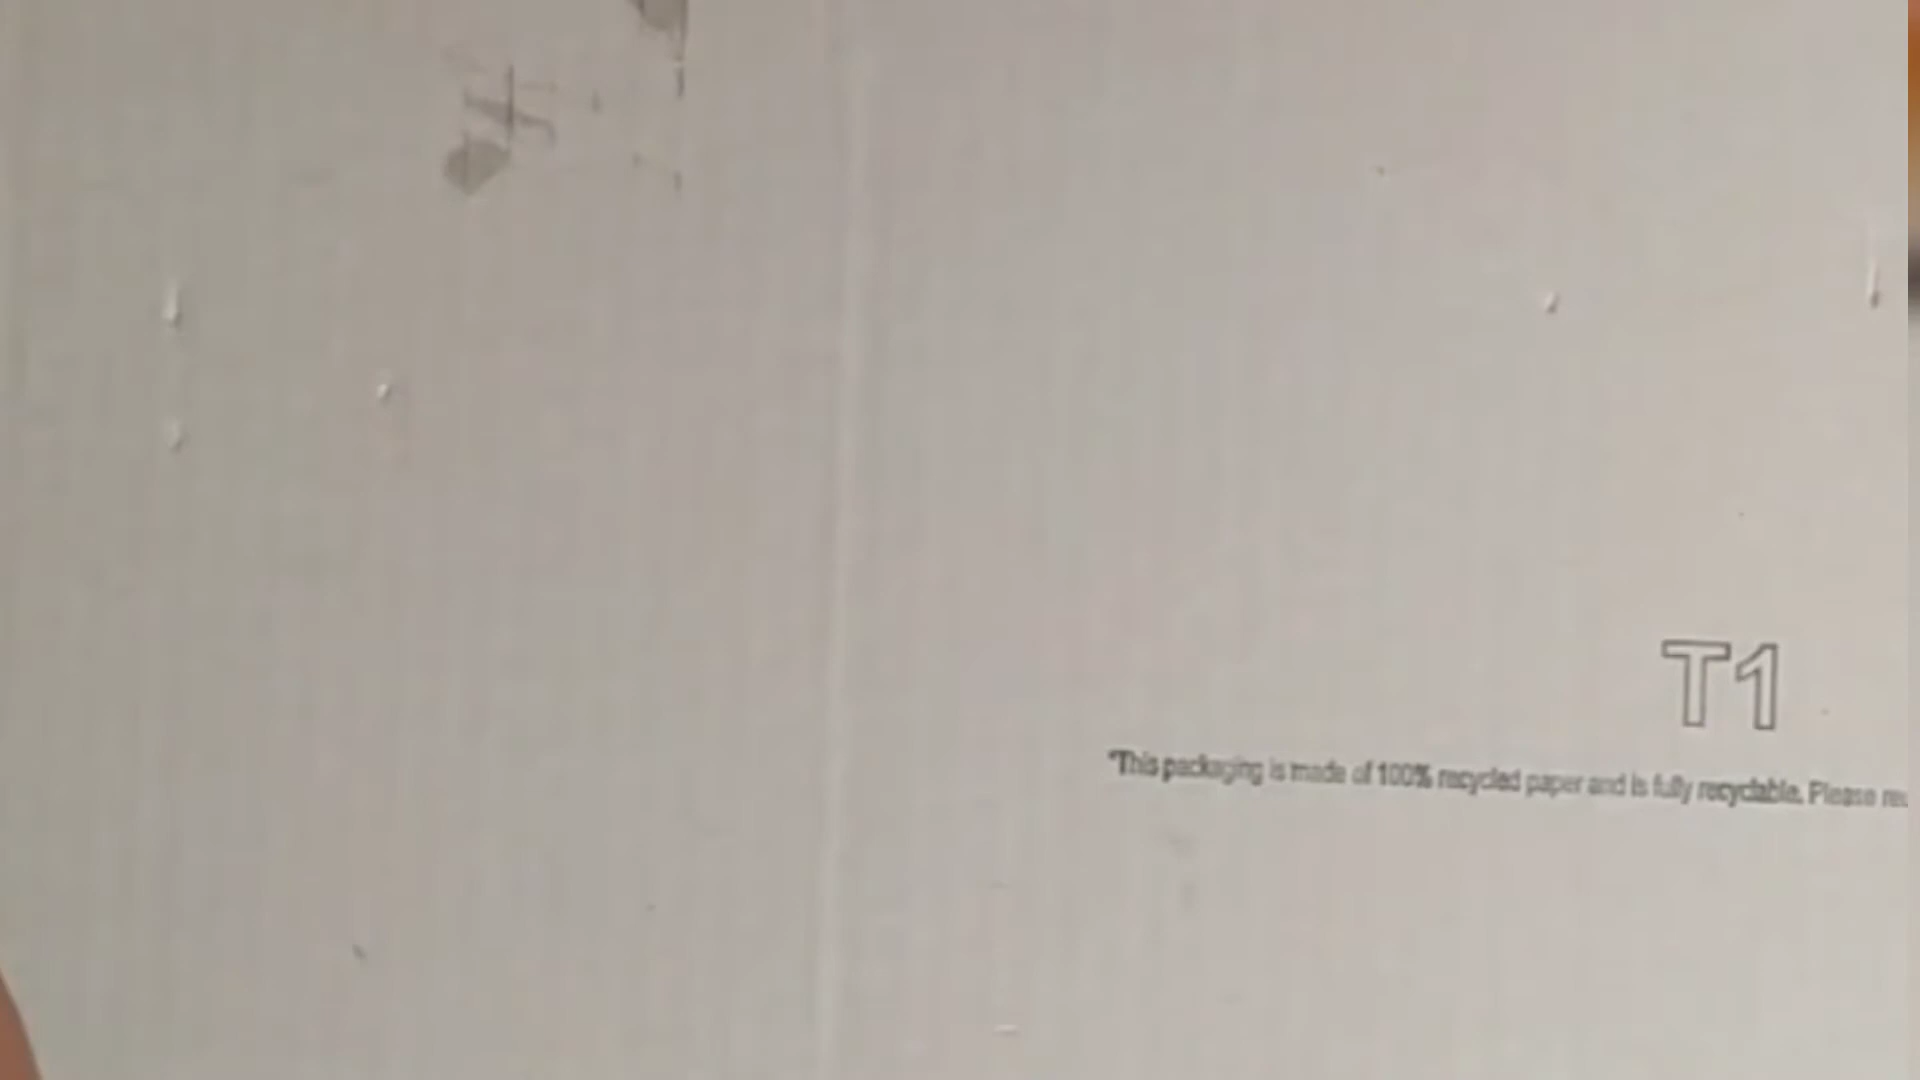 T1
*This packaging is made of 100% recycled paper and is fully recyclable. Please